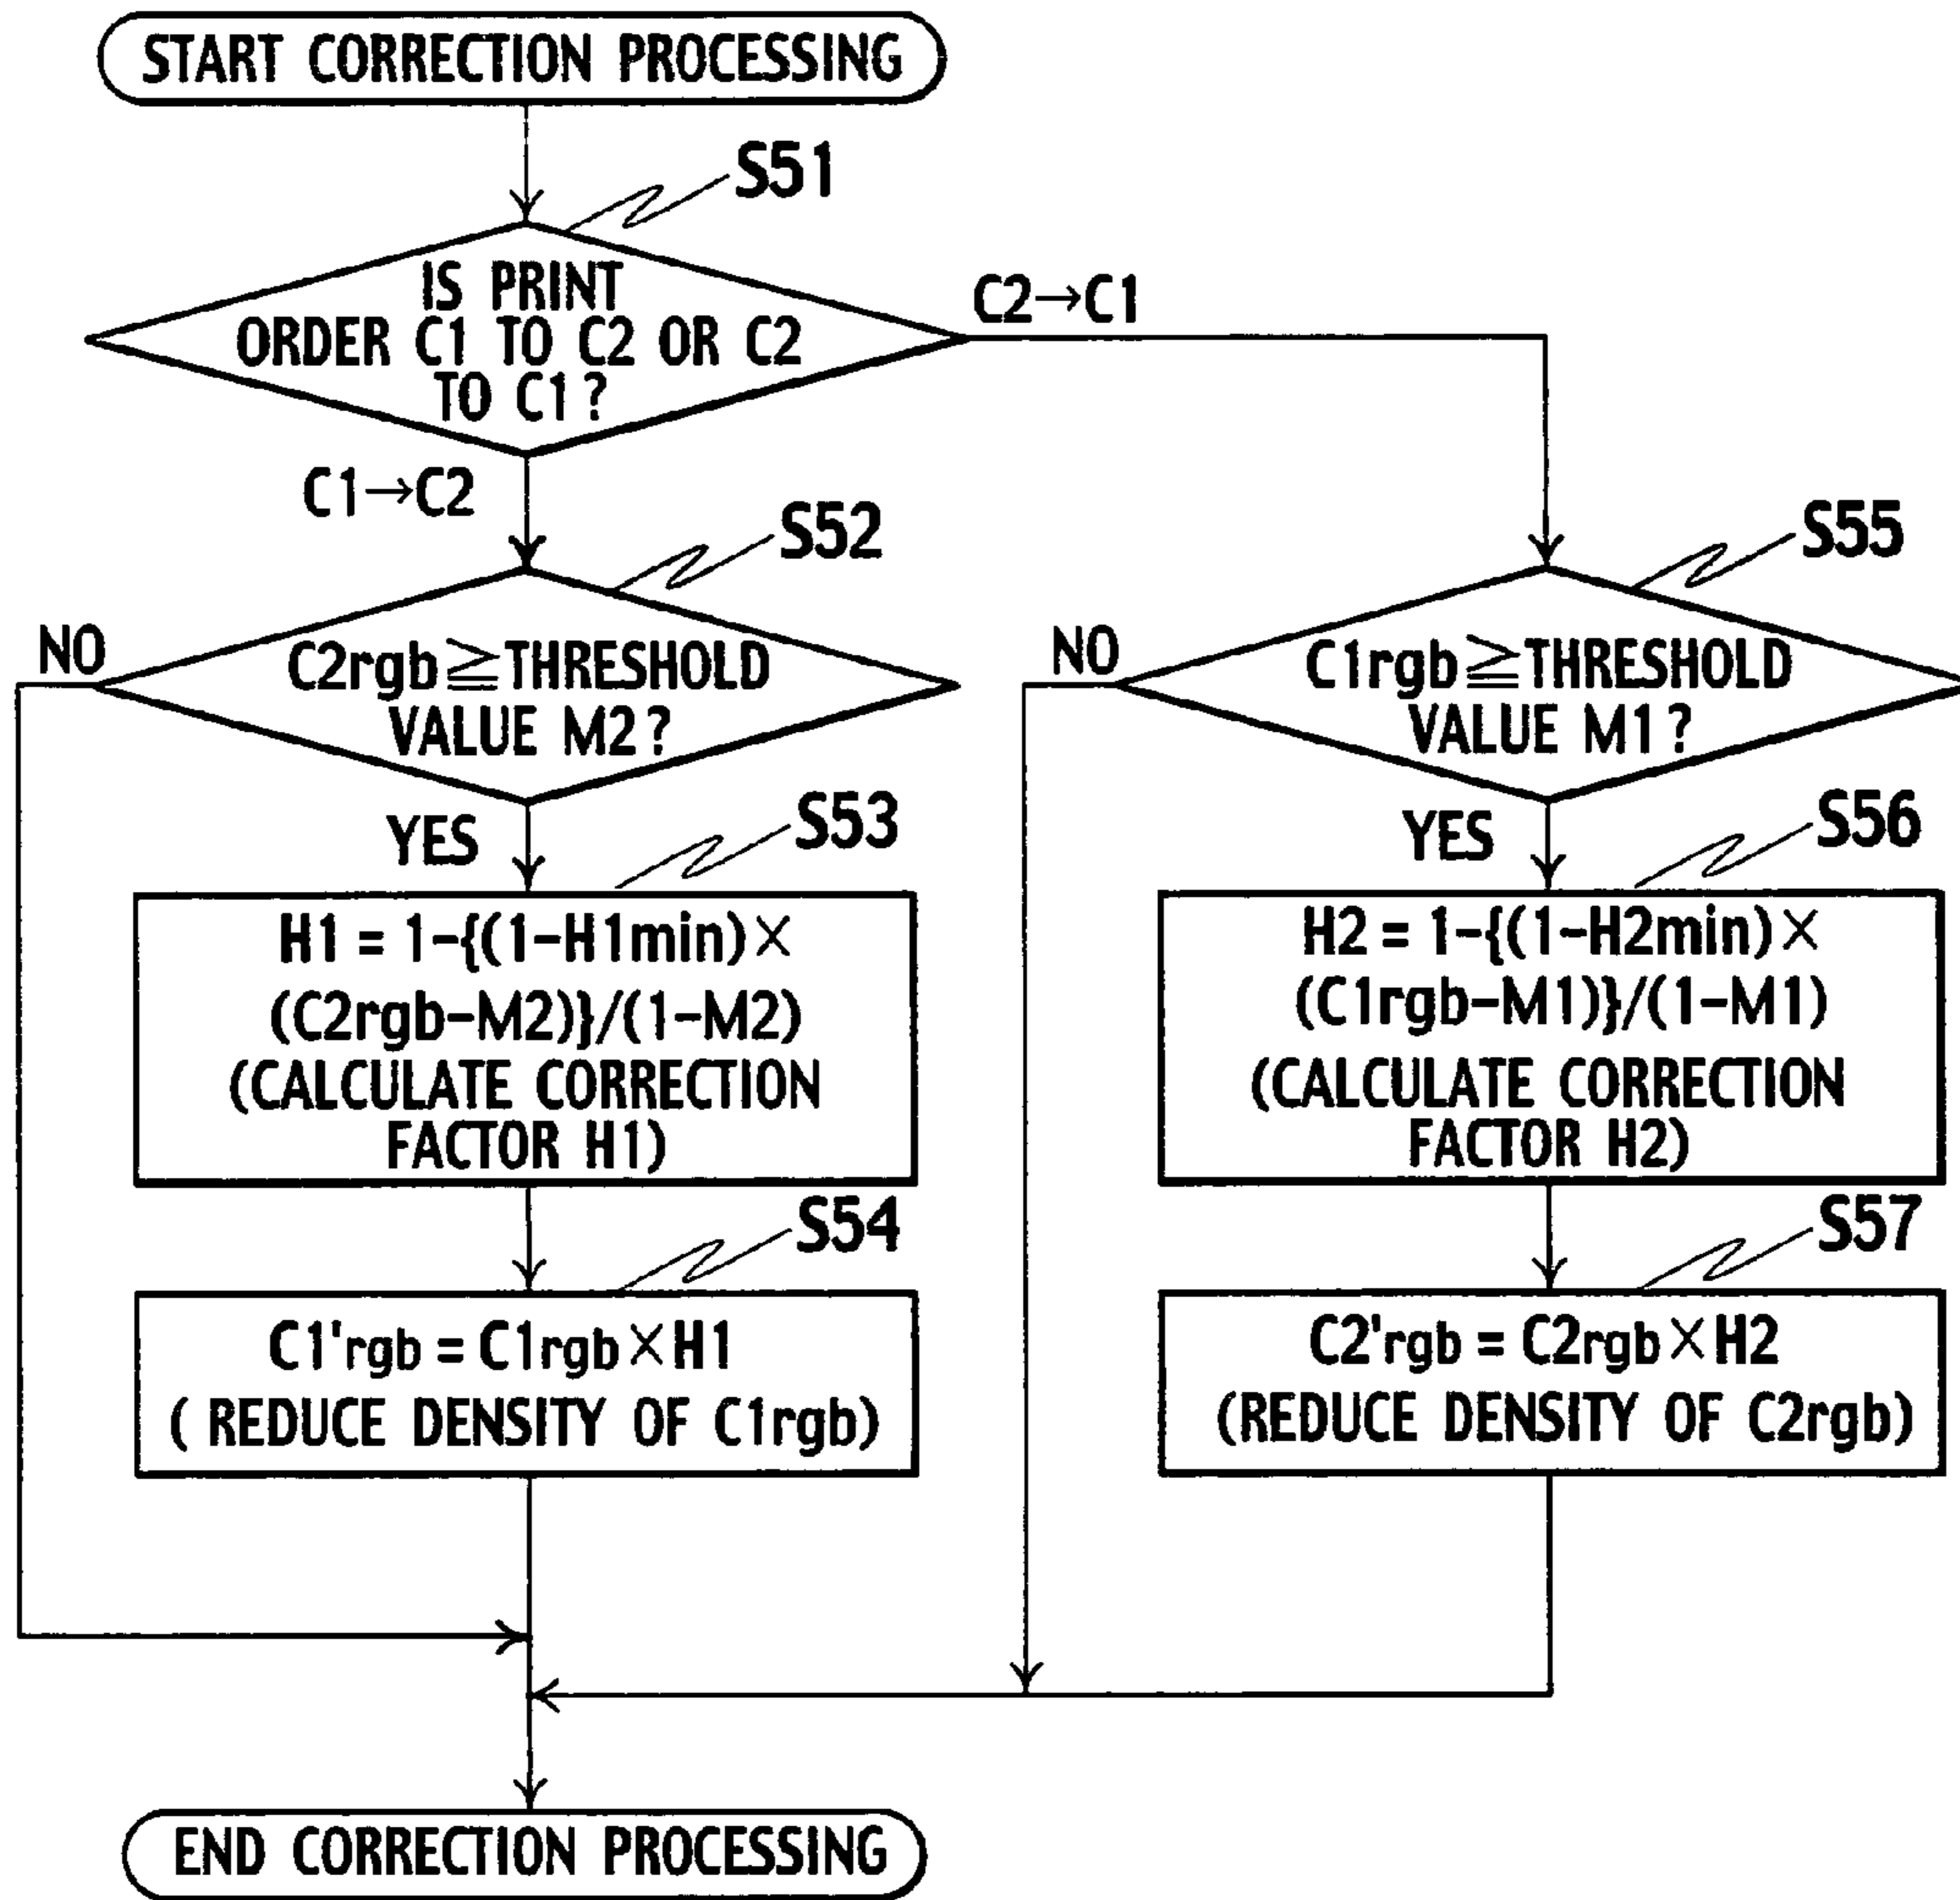 START CORRECTION PROCESSING
S51
IS PRINT
ORDER C1 TO C2 OR C2
TO C1?
C2→C1
C1→C2
S52
NO
C2rgb≧THRESHOLD
VALUE M2?
YES
S53
H1 = 1-{(1-H1min)×
(C2rgb-M2)}/(1-M2)
(CALCULATE CORRECTION
FACTOR H1)
S54
C1'rgb = C1rgb×H1
( REDUCE DENSITY OF C1rgb)
S55
NO
C1rgb≧THRESHOLD
VALUE M1?
YES
S56
H2 = 1-{(1-H2min)×
(C1rgb-M1)}/(1-M1)
(CALCULATE CORRECTION
FACTOR H2)
S57
C2'rgb = C2rgb×H2
(REDUCE DENSITY OF C2rgb)
END CORRECTION PROCESSING